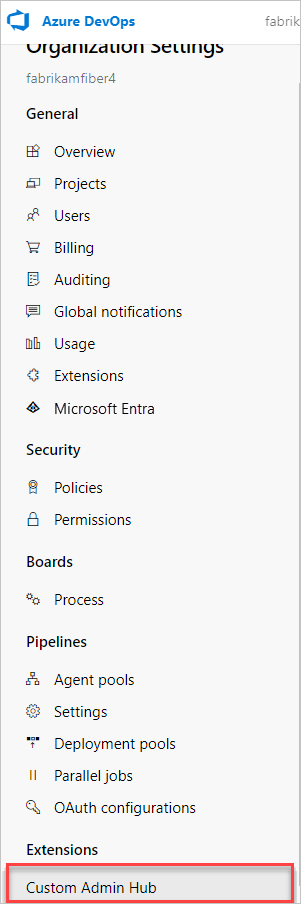 Azure DevOps
fabrik
Organization Settings
fabrikamfiber4
General
Overview
Projects
Users
Billing
Auditing
Global notifications
Usage
Extensions
Microsoft Entra
Security
Policies
Permissions
Boards
Process
Pipelines
Agent pools
Settings
Deployment pools
Parallel jobs
OAuth configurations
Extensions
Custom Admin Hub